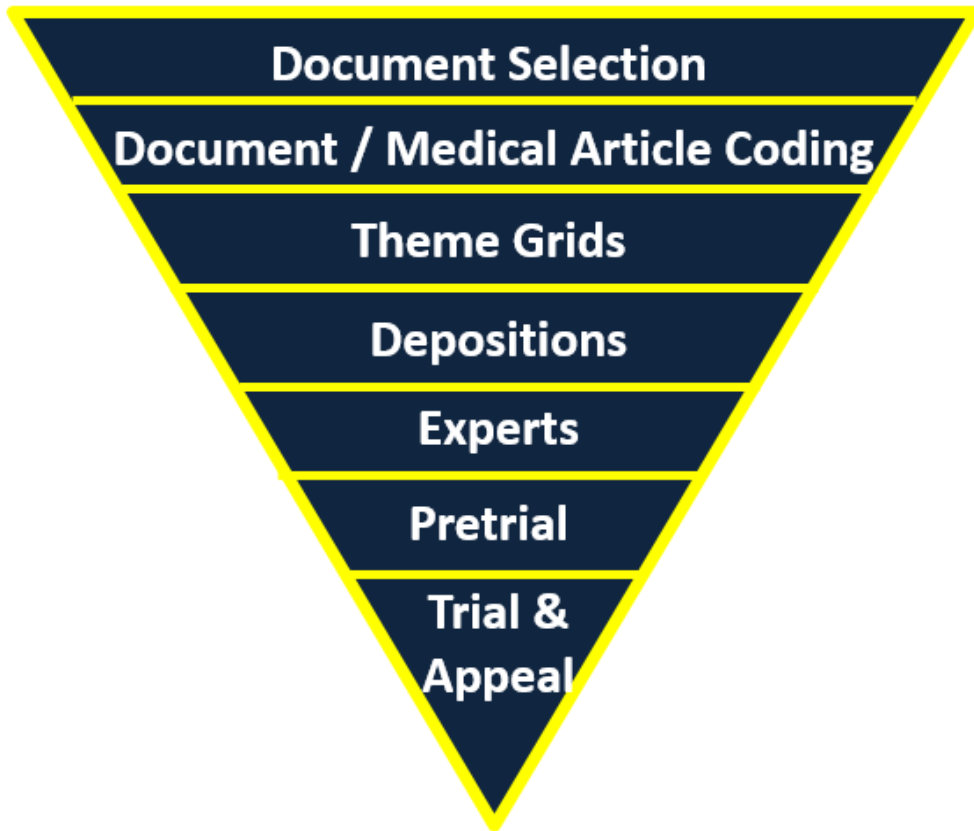 Document Selection
Document / Medical Article Coding
Theme Grids
Depositions
Experts
Pretrial
Trial &
Appeal